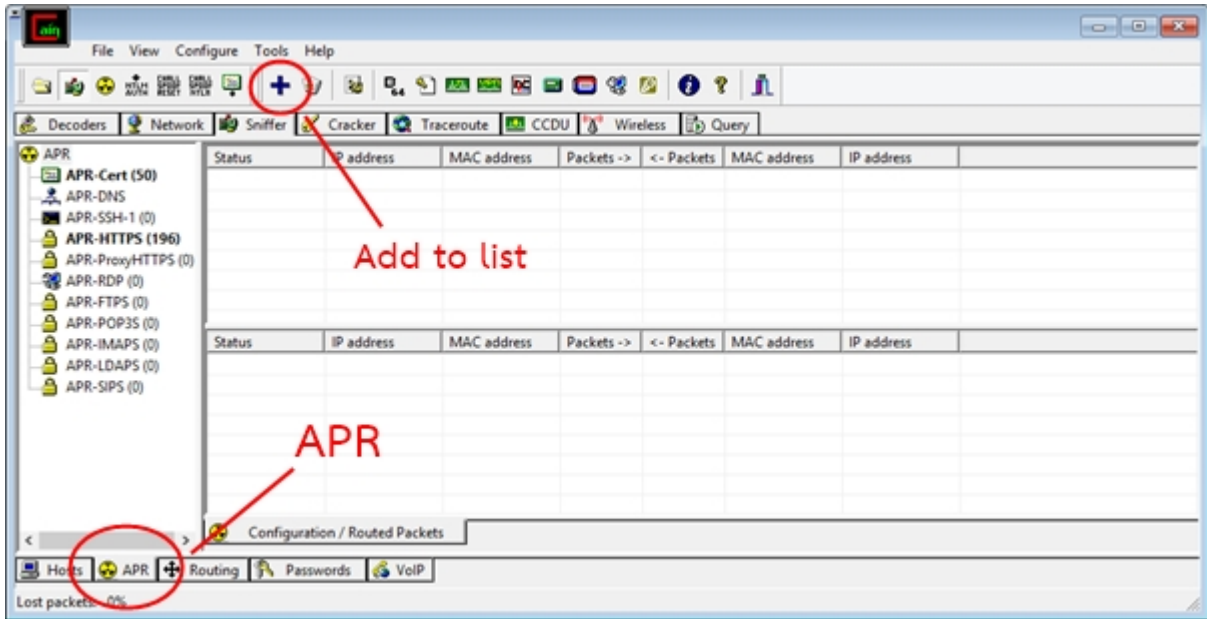 Cain
File View Configure Tools Help
Decoders Network Sniffer Cracker Traceroute CCDU Wireless Query
APR
APR-Cert (50)
APR-DNS
APR-SSH-1 (0)
APR-HTTPS (196)
APR-ProxyHTTPS (0)
APR-RDP (0)
APR-FTPS (0)
APR-POP3S (0)
APR-IMAPS (0)
APR-LDAPS (0)
APR-SIPS (0)
Status IP address MAC address Packets -> <- Packets MAC address IP address
Add to list
Status IP address MAC address Packets -> <- Packets MAC address IP address
APR
Configuration / Routed Packets
Hosts APR Routing Passwords VoIP
Lost packets: 0%